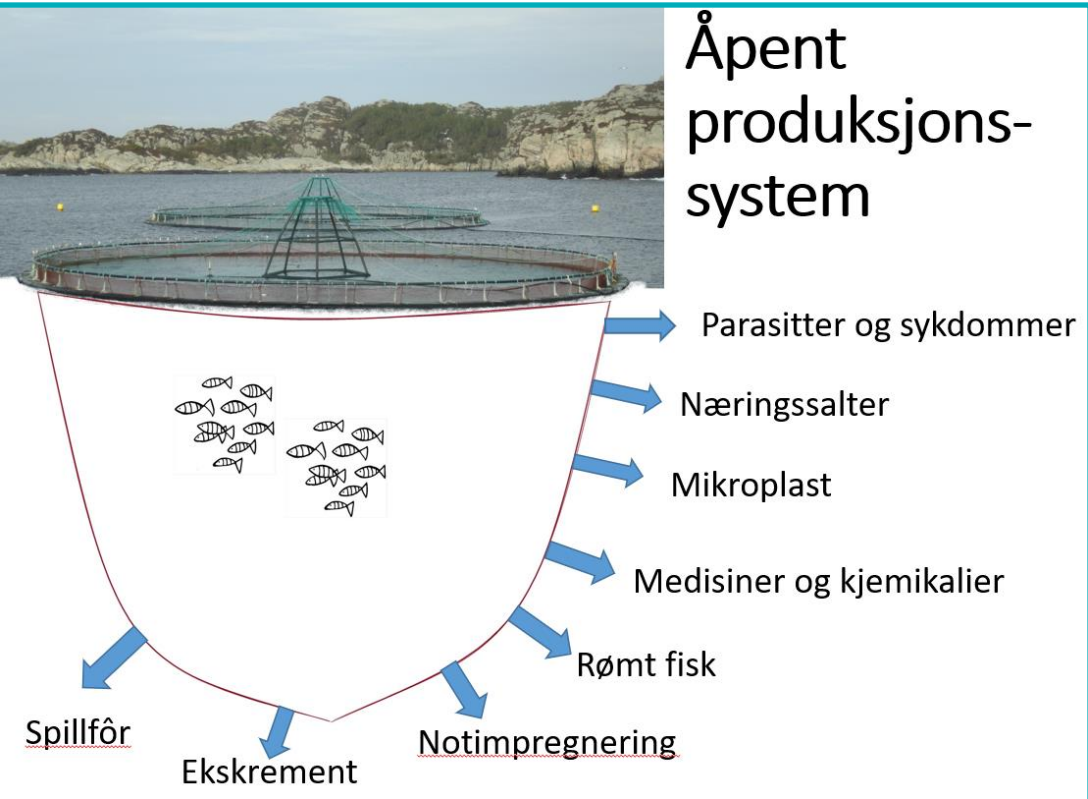 Åpent
produksjons-
system
Parasitter og sykdommer
Næringssalter
Mikroplast
Medisiner og kjemikalier
Rømt fisk
Notimpregnering
Ekskrement
Spillfôr